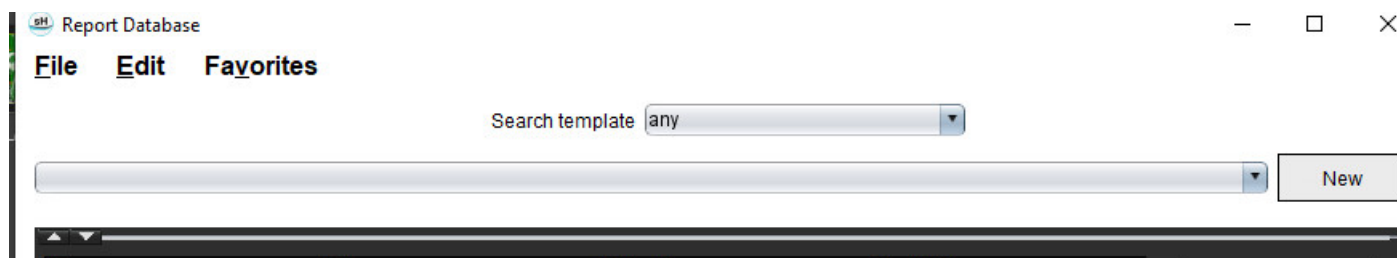 sH Report Database
File Edit Favorites
Search template any
New